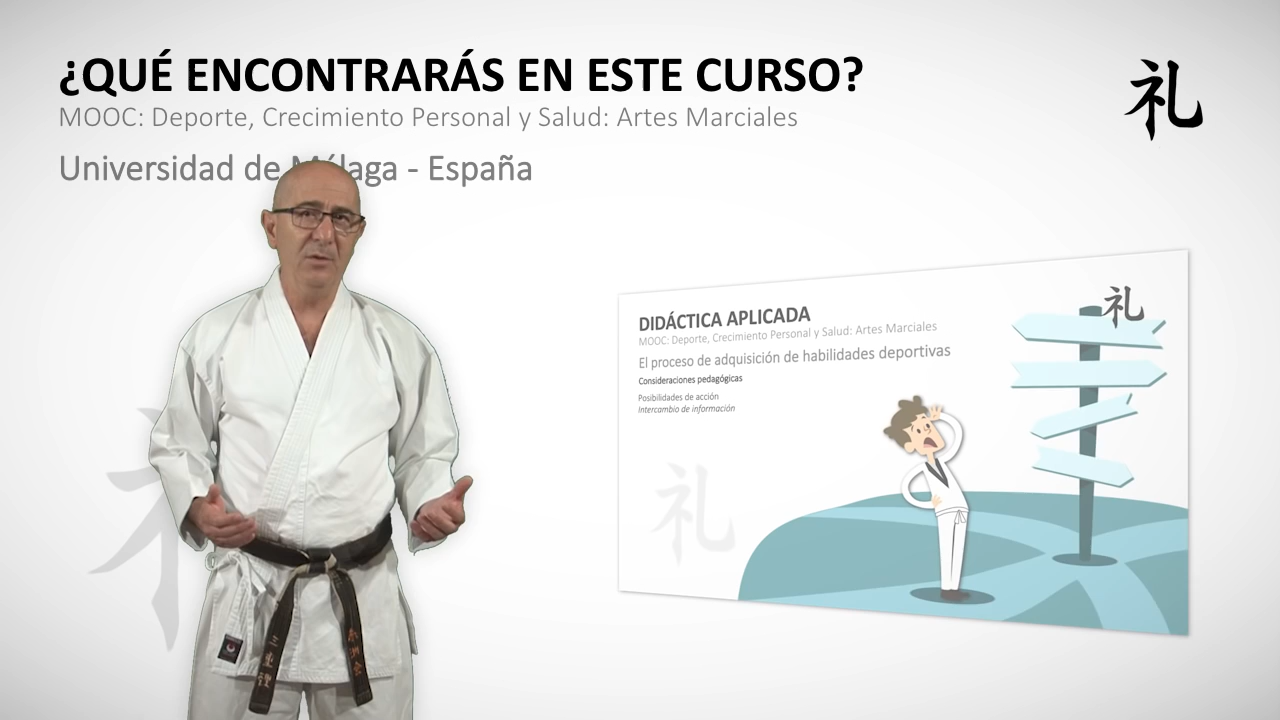 ¿QUÉ ENCONTRARÁS EN ESTE CURSO?
MOOC: Deporte, Crecimiento Personal y Salud: Artes Marciales
Universidad de Málaga - España
礼
DIDÁCTICA APLICADA
MOOC: Deporte, Crecimiento Personal y Salud: Artes Marciales
El proceso de adquisición de habilidades deportivas
Consideraciones pedagógicas
Posibilidades de acción
Intercambio de información
礼
礼
礼